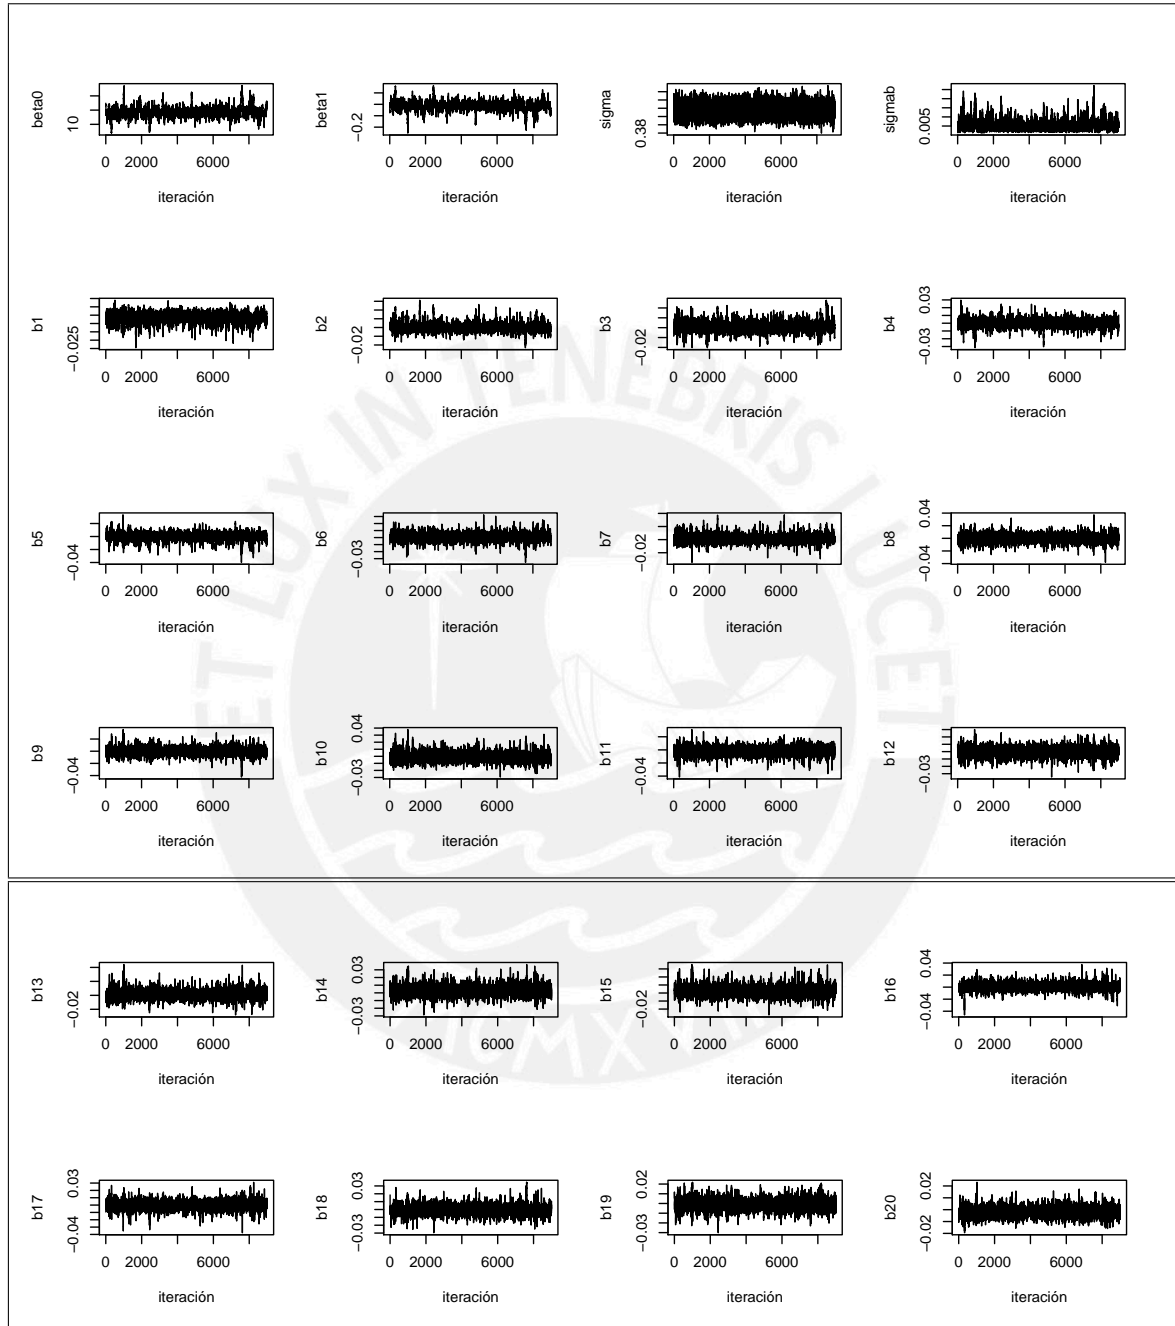 beta0 beta1 sigma sigmab
10 −0.2 0.38 0.005
0 2000 6000 0 2000 6000 0 2000 6000 0 2000 6000
iteración iteración iteración iteración
b1 b2 b3 b4
−0.025 −0.02 −0.02 −0.03 0.03
0 2000 6000 0 2000 6000 0 2000 6000 0 2000 6000
iteración iteración iteración iteración
ET LUX IN TENEBRIS LUCET
b5 b6 b7 b8
−0.04 −0.03 −0.02 −0.04 0.04
0 2000 6000 0 2000 6000 0 2000 6000 0 2000 6000
iteración iteración iteración iteración
b9 b10 b11 b12
−0.04 −0.03 0.04 −0.04 −0.03
0 2000 6000 0 2000 6000 0 2000 6000 0 2000 6000
iteración iteración iteración iteración
b13 b14 b15 b16
−0.02 −0.03 0.03 −0.02 −0.04 0.04
0 2000 6000 0 2000 6000 0 2000 6000 0 2000 6000
iteración iteración iteración iteración
b17 b18 b19 b20
−0.04 0.03 −0.03 0.03 −0.03 0.02 −0.02 0.02
0 2000 6000 0 2000 6000 0 2000 6000 0 2000 6000
iteración iteración iteración iteración